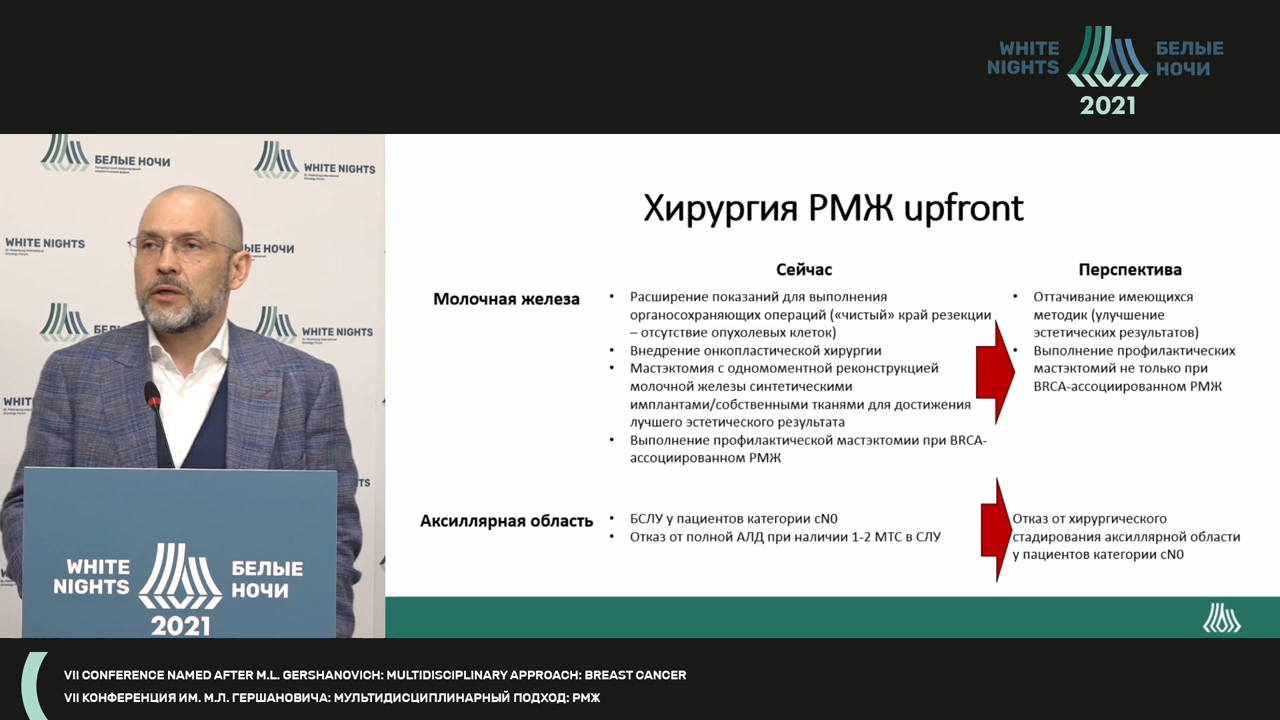 WHITE
NIGHTS
БЕЛЫЕ
НОЧИ
2021
БЕЛЫЕ НОЧИ
WHITE NIGHTS
WHITE NIGHTS
WHITE NIGHTS
WHITE
NIGHTS
БЕЛЫЕ
НОЧИ
2021
Хирургия РМЖ upfront
Сейчас
Перспектива
Молочная железа
• Расширение показаний для выполнения
органосохраняющих операций («чистый» край резекции
– отсутствие опухолевых клеток)
• Внедрение онкопластической хирургии
• Мастэктомия с одномоментной реконструкцией
молочной железы синтетическими
имплантами/собственными тканями для достижения
лучшего эстетического результата
• Выполнение профилактической мастэктомии при BRCA-
ассоциированном РМЖ
• Оттачивание имеющихся
методик (улучшение
эстетических результатов)
• Выполнение профилактических
мастэктомий не только при
BRCA-ассоциированном РМЖ
Аксиллярная область
• БСЛУ у пациентов категории cN0
• Отказ от полной АЛД при наличии 1-2 МТС в СЛУ
Отказ от хирургического
стадирования аксиллярной области
у пациентов категории cN0
VII CONFERENCE NAMED AFTER M.L. GERSHANOVICH: MULTIDISCIPLINARY APPROACH: BREAST CANCER
VII КОНФЕРЕНЦИЯ ИМ. М.Л. ГЕРШАНОВИЧА: МУЛЬТИДИСЦИПЛИНАРНЫЙ ПОДХОД: РМЖ